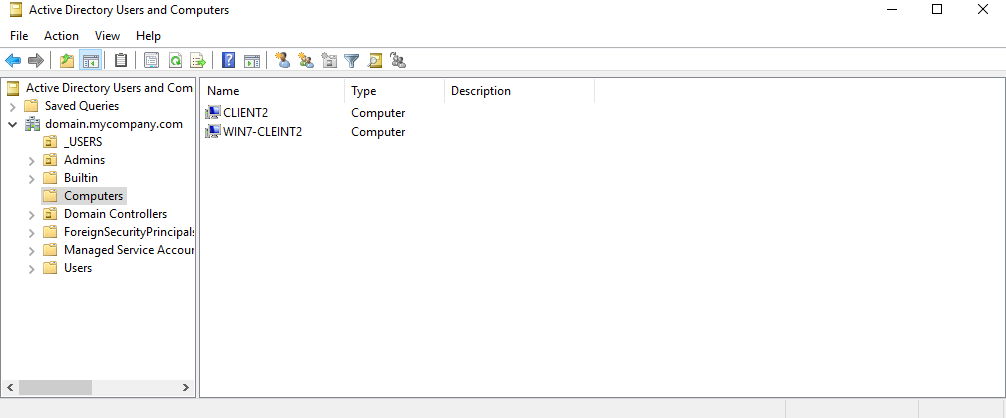 Active Directory Users and Computers
File Action View Help
Active Directory Users and Com
Saved Queries
domain.mycompany.com
_USERS
Admins
Builtin
Computers
Domain Controllers
ForeignSecurityPrincipals
Managed Service Accour
Users
Name Type Description
CLIENT2 Computer
WIN7-CLEINT2 Computer